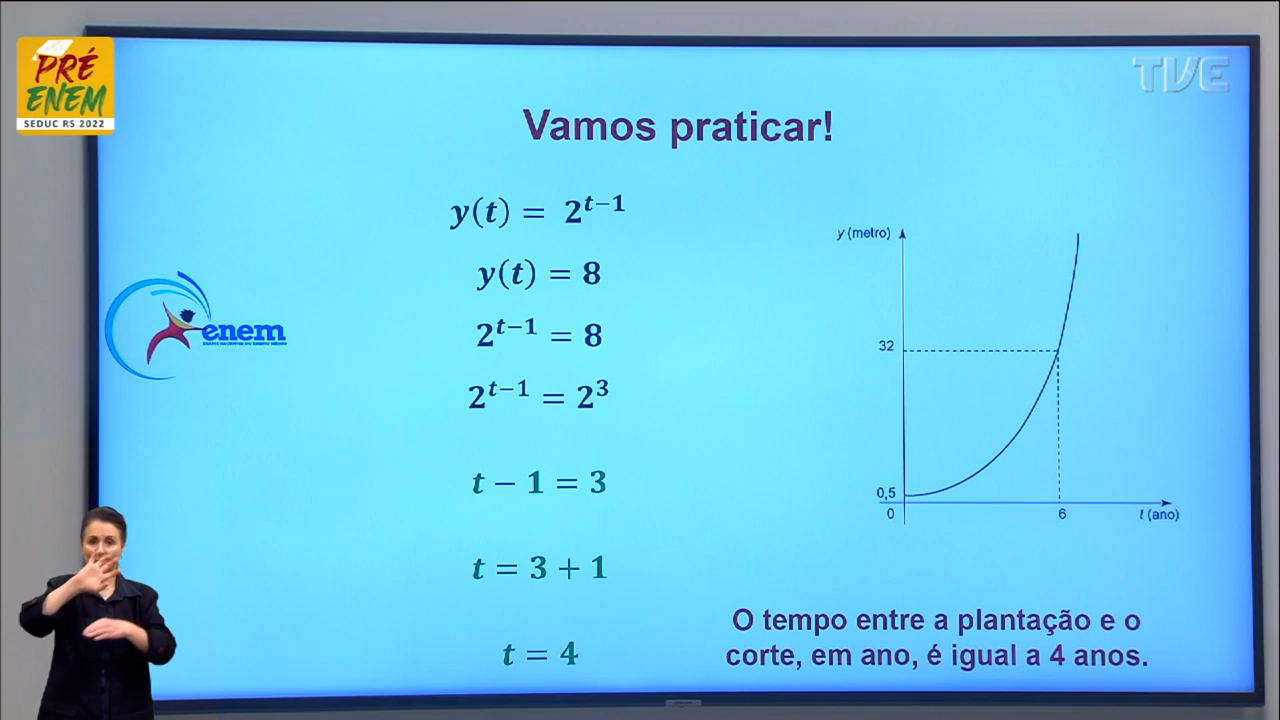 PRÉ
ENEM
SEDUC RS 2022
TVE
Vamos praticar!
y(t) = 2^{t−1}
y(t) = 8
2^{t−1} = 8
2^{t−1} = 2^3
t − 1 = 3
t = 3 + 1
t = 4
enem
y (metro)
32
0,5
0
6
t (ano)
O tempo entre a plantação e o
corte, em ano, é igual a 4 anos.